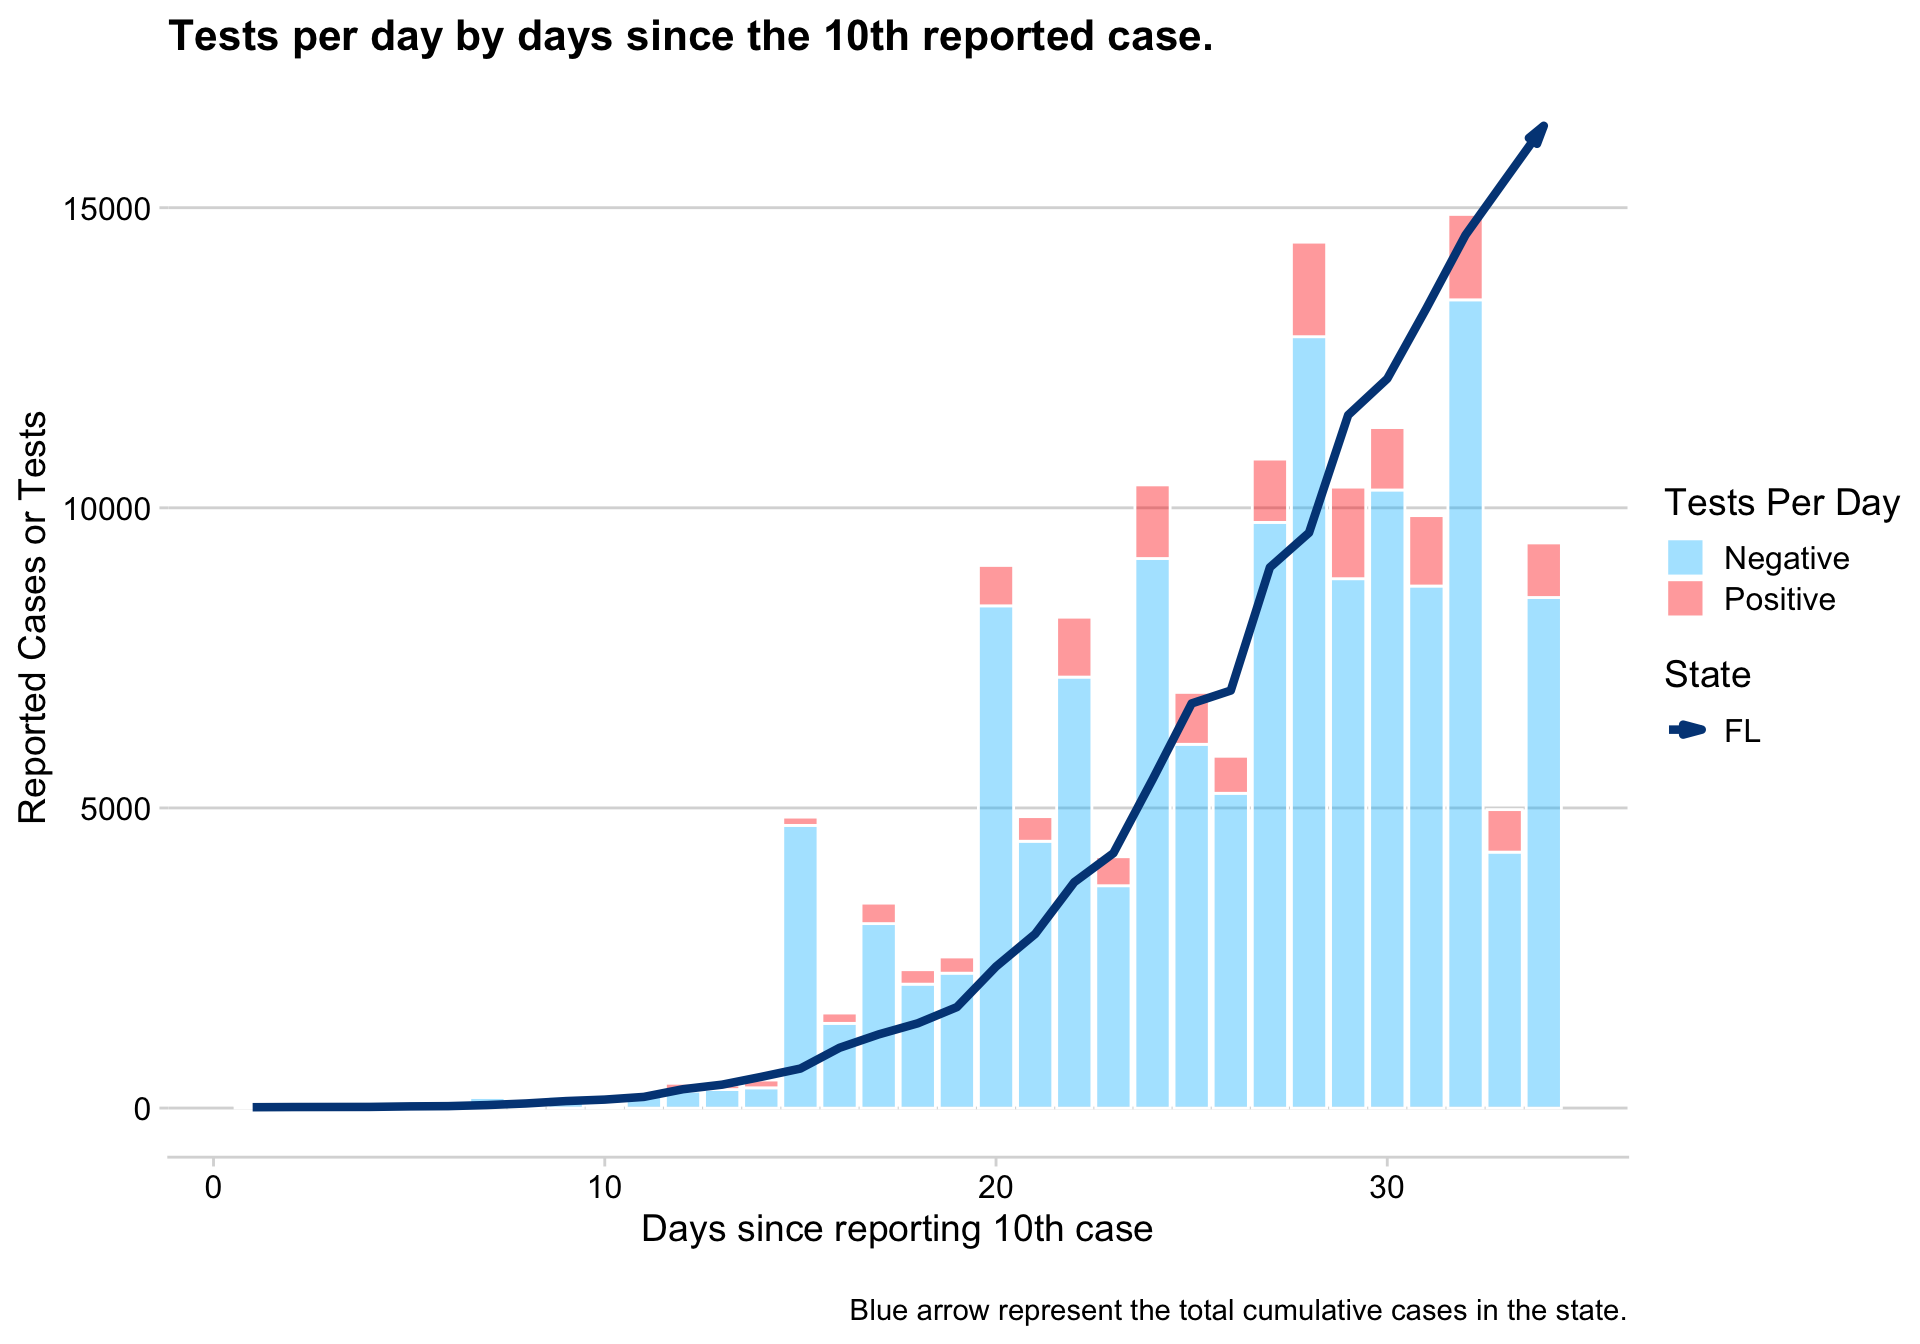 Tests per day by days since the 10th reported case.
15000
10000
5000
0
Reported Cases or Tests
0 10 20 30
Days since reporting 10th case
Tests Per Day
Negative
Positive
State
FL
Blue arrow represent the total cumulative cases in the state.